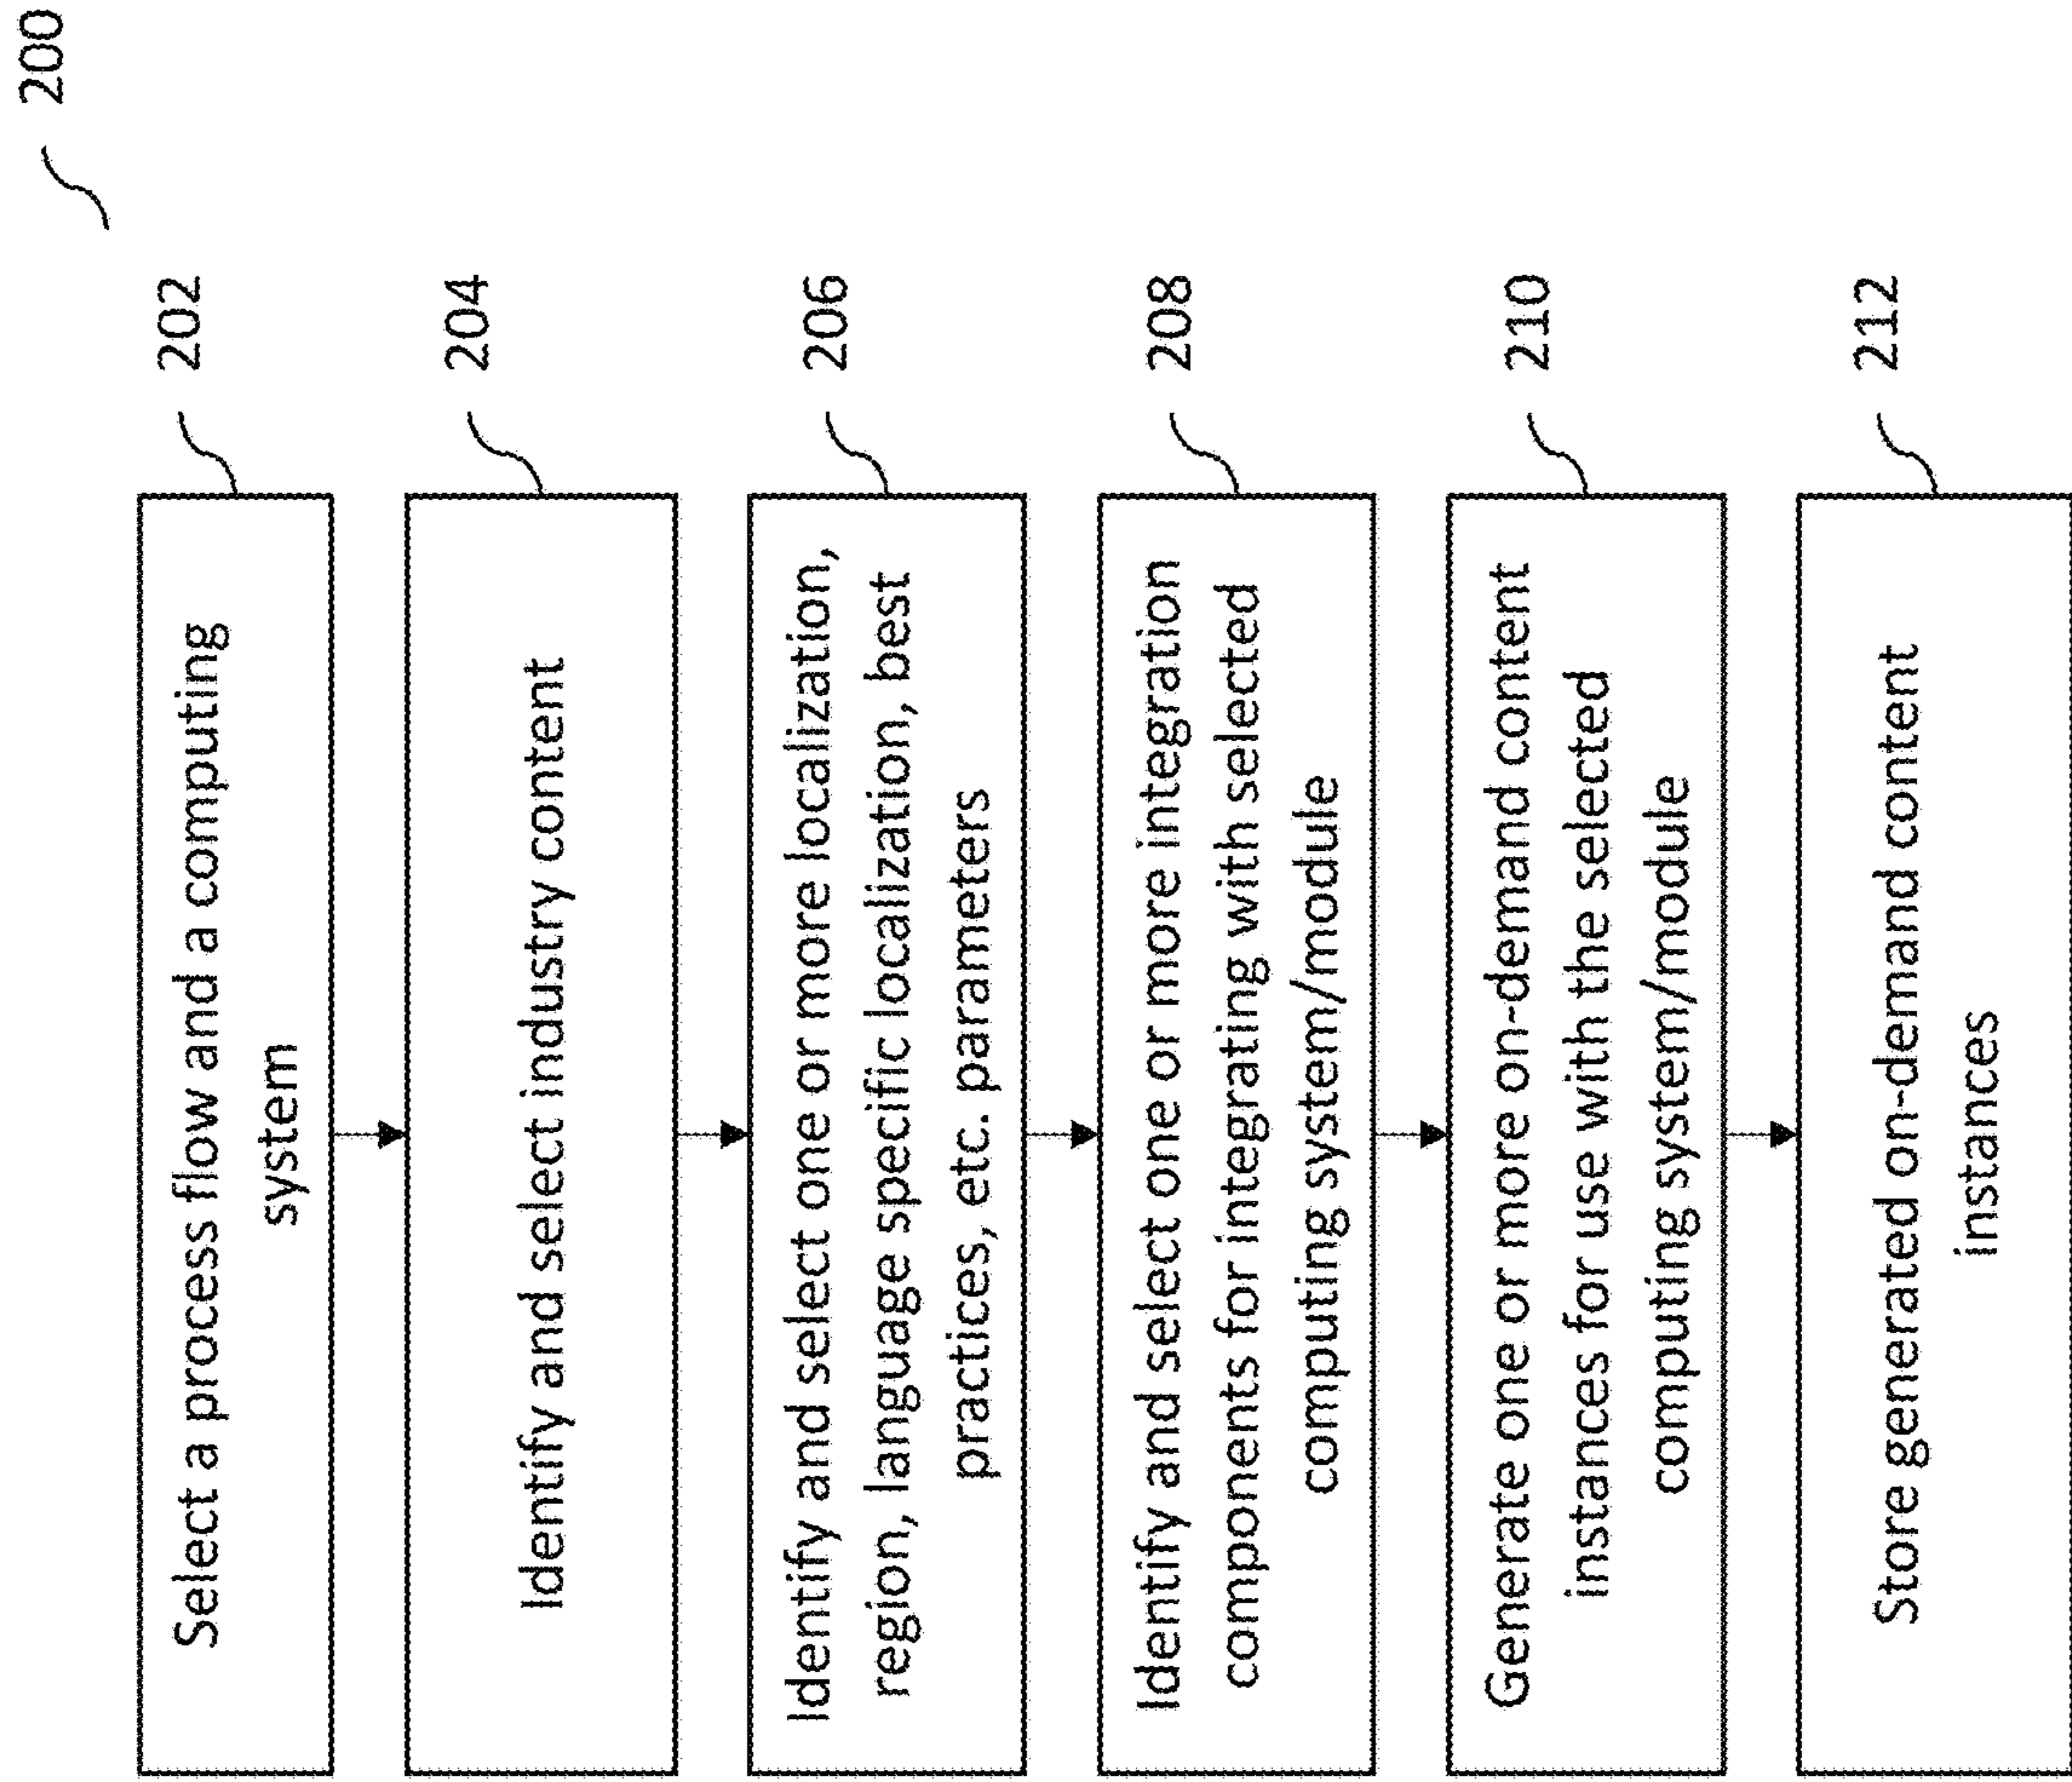 200
Select a process flow and a computing
system
202
Identify and select industry content
204
Identify and select one or more localization,
region, language specific localization, best
practices, etc. parameters
206
Identify and select one or more integration
components for integrating with selected
computing system/module
208
Generate one or more on-demand content
instances for use with the selected
computing system/module
210
Store generated on-demand content
instances
212